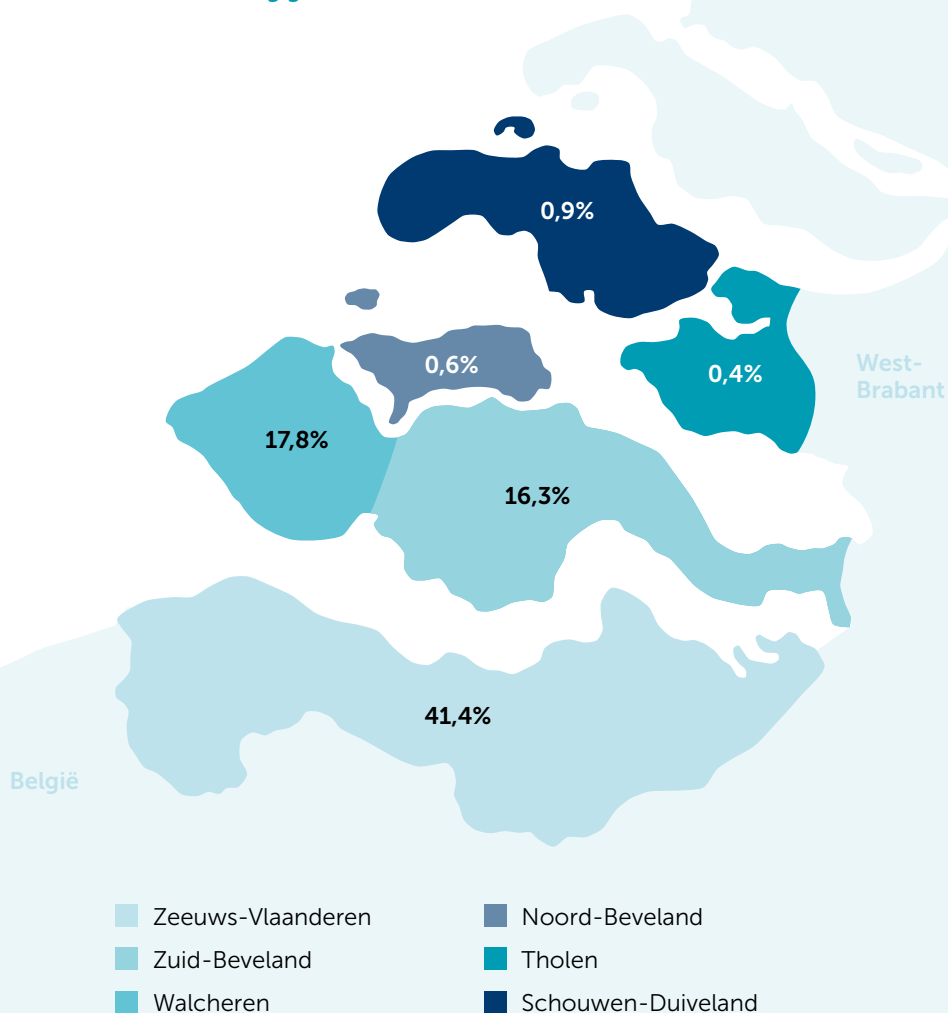 0,9%
0,6%
0,4%
West-
Brabant
17,8%
16,3%
41,4%
België
Zeeuws-Vlaanderen
Zuid-Beveland
Walcheren
Noord-Beveland
Tholen
Schouwen-Duiveland